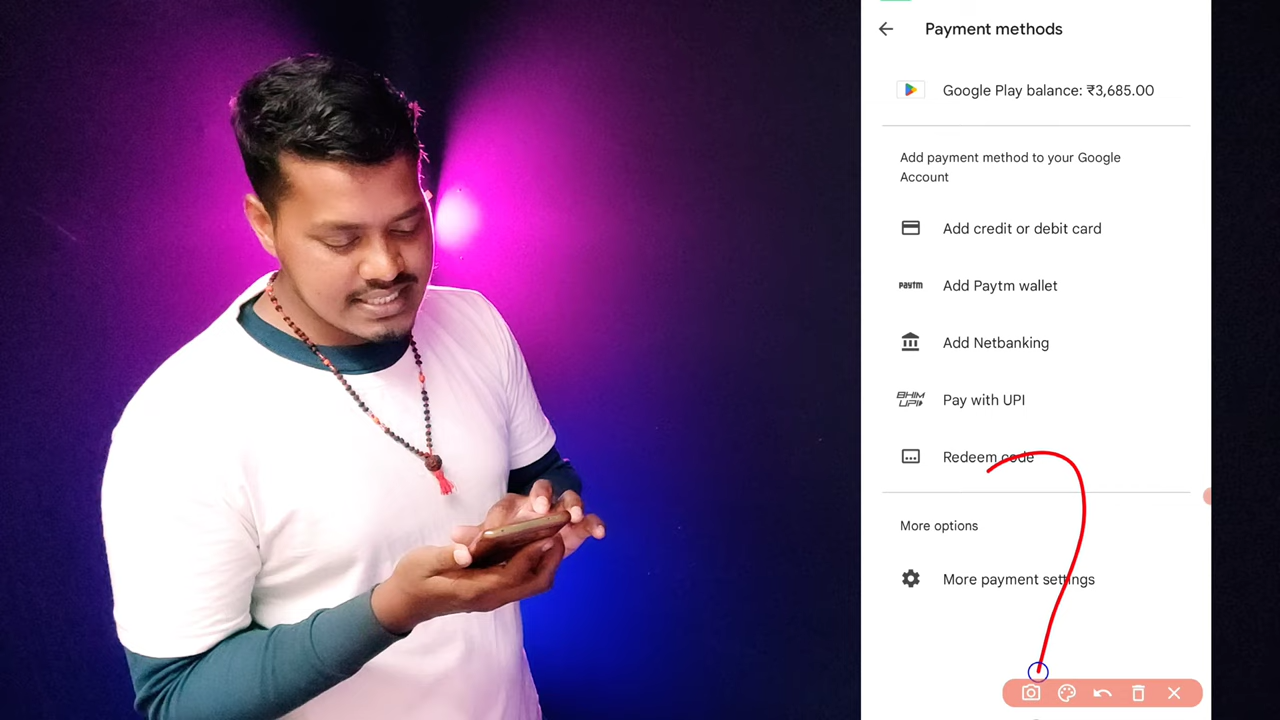 Payment methods
Google Play balance: ₹3,685.00
Add payment method to your Google
Account
Add credit or debit card
paytm
Add Paytm wallet
Add Netbanking
BHIM
UPI
Pay with UPI
Redeem code
More options
More payment settings